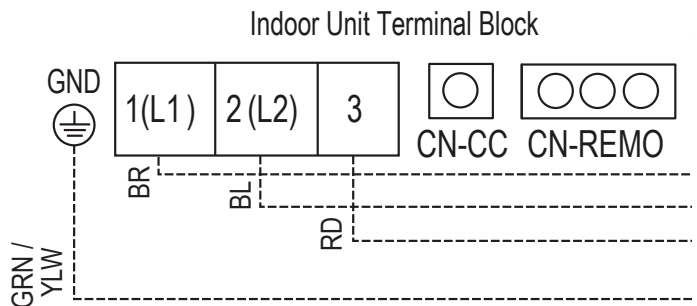 Indoor Unit Terminal Block
GND
1(L1)
2 (L2)
3
CN-CC
CN-REMO
BR
BL
RD
GRN /
YLW